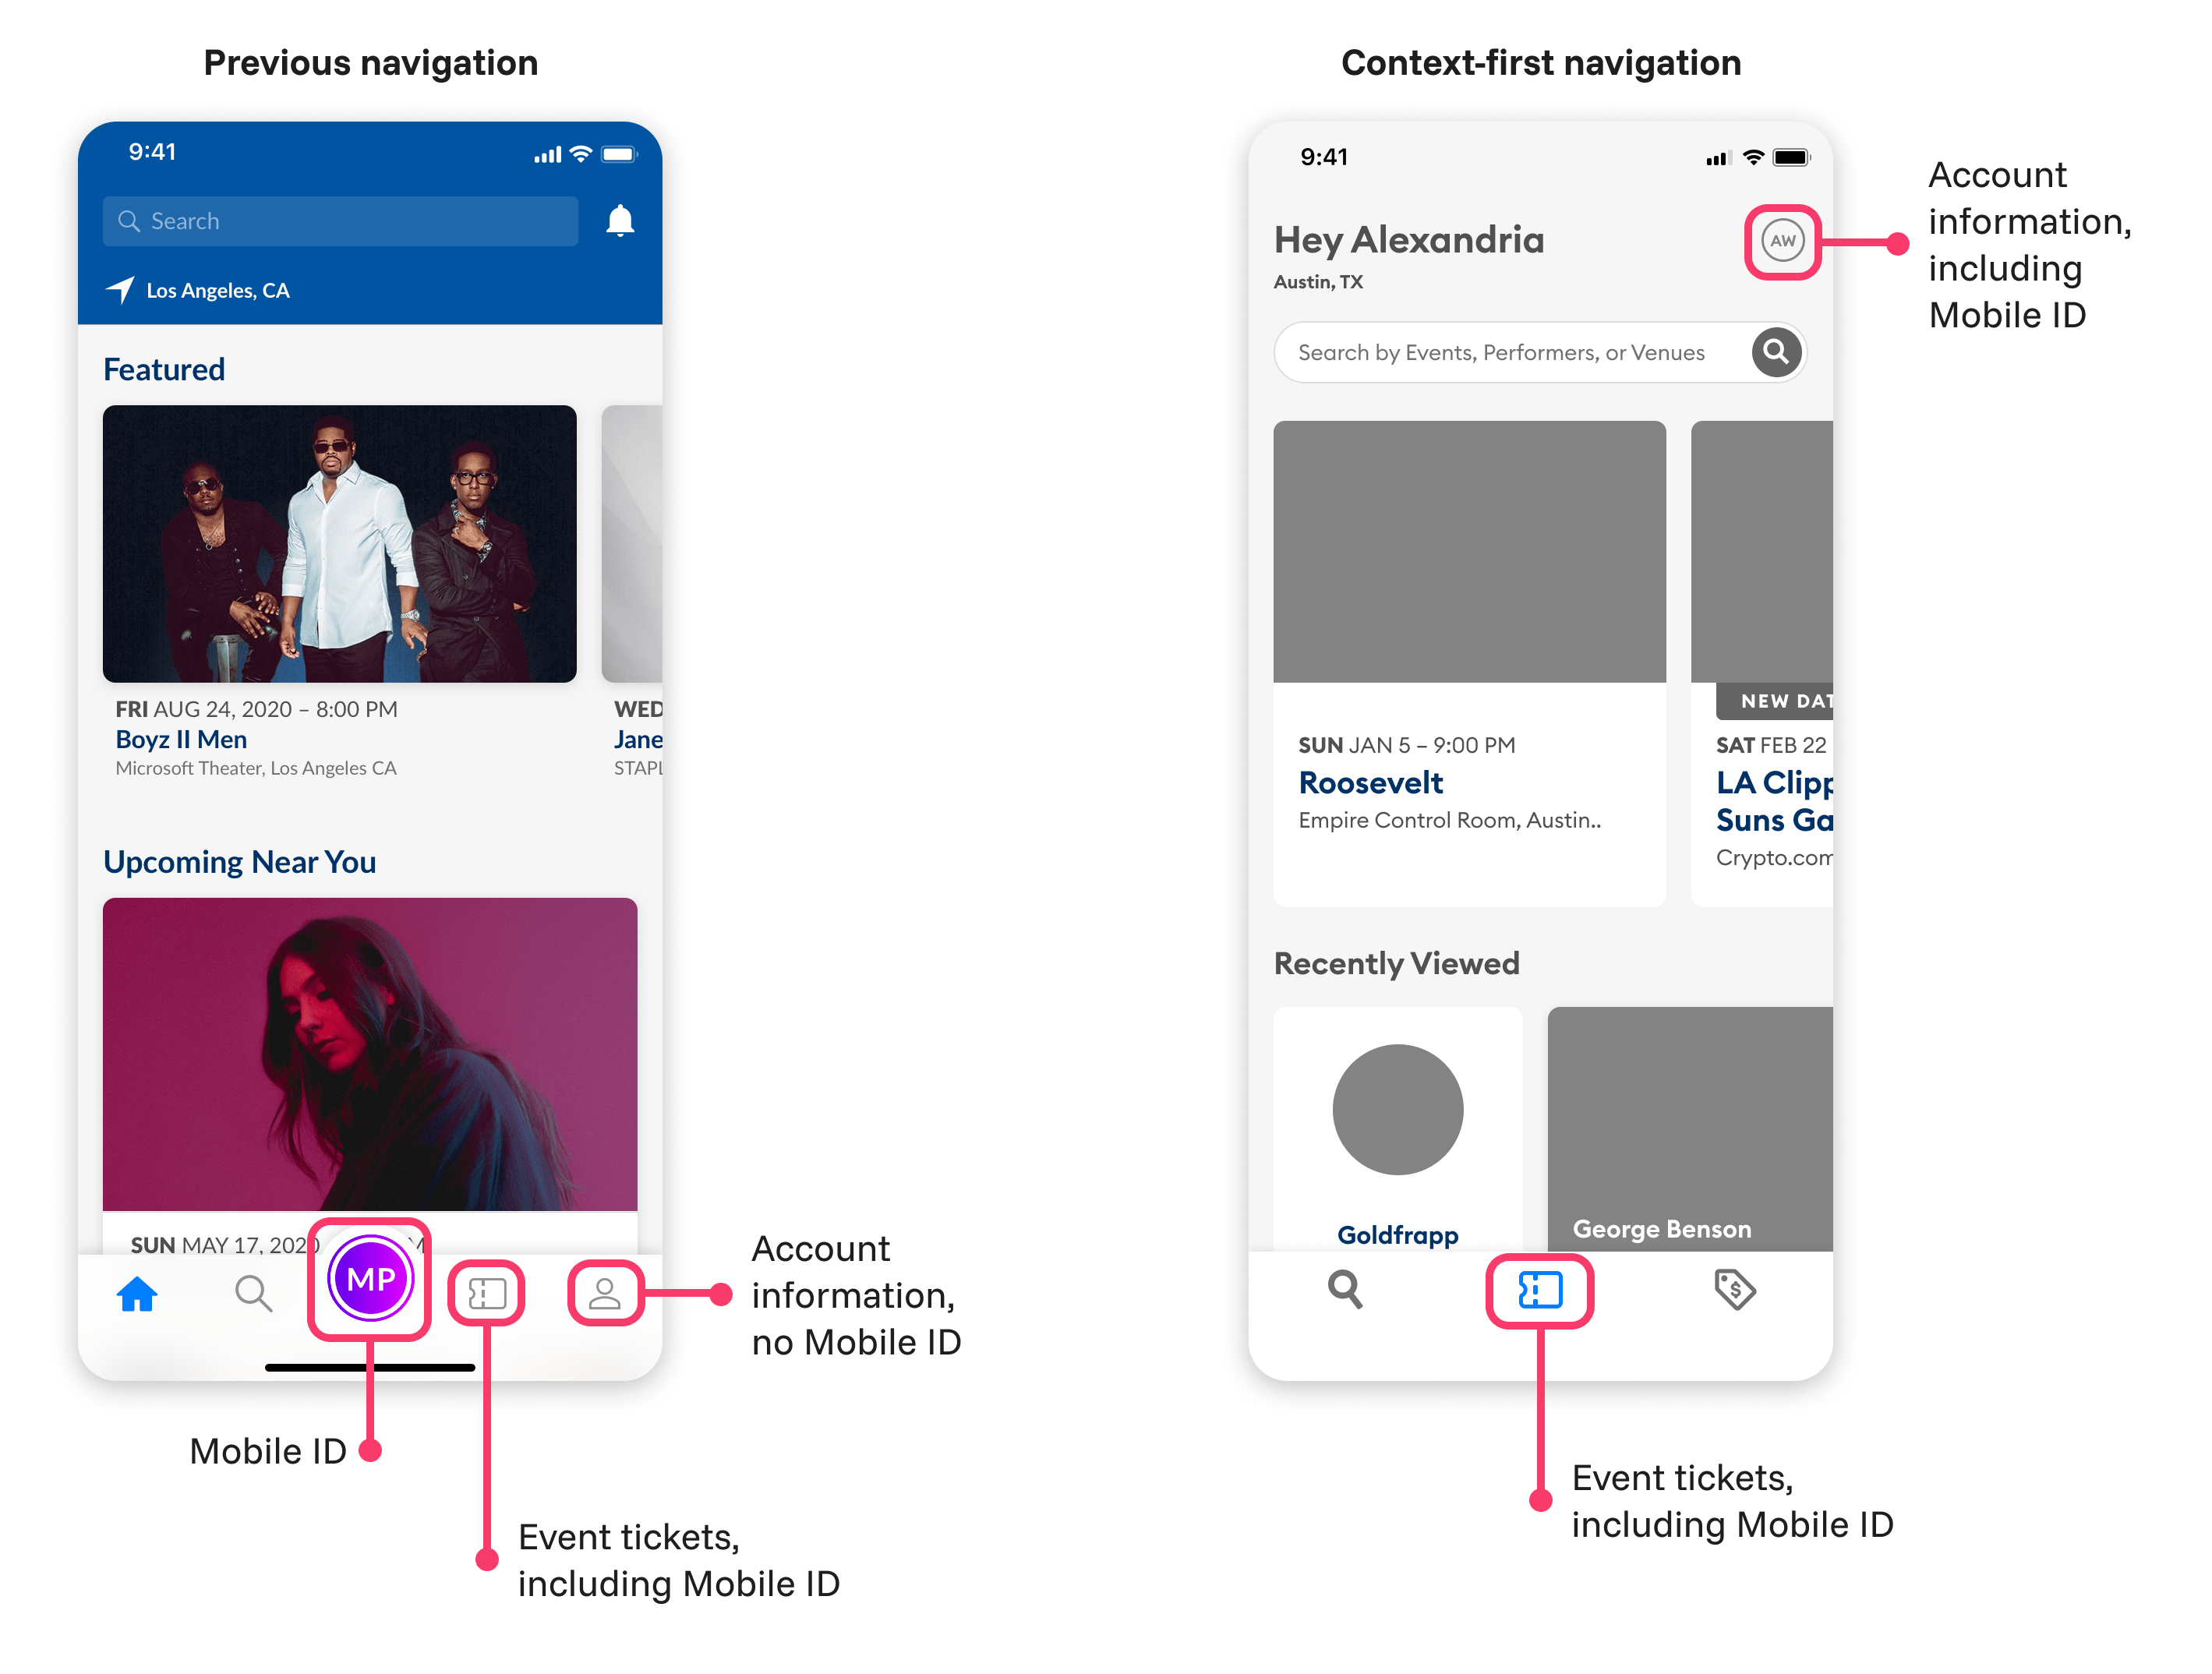 Previous navigation
9:41
Search
Los Angeles, CA
Featured
FRI AUG 24, 2020 – 8:00 PM
Boyz II Men
Microsoft Theater, Los Angeles CA
WED
Jane
STAPL
Upcoming Near You
SUN MAY 17, 2020
M
MP
Account
information,
no Mobile ID
Mobile ID
Event tickets,
including Mobile ID
Context-first navigation
9:41
Hey Alexandria
AW
Austin, TX
Account
information,
including
Mobile ID
Search by Events, Performers, or Venues
SUN JAN 5 – 9:00 PM
Roosevelt
Empire Control Room, Austin..
NEW DAT
SAT FEB 22
LA Clipp
Suns Ga
Crypto.com
Recently Viewed
Goldfrapp
George Benson
$
Event tickets,
including Mobile ID